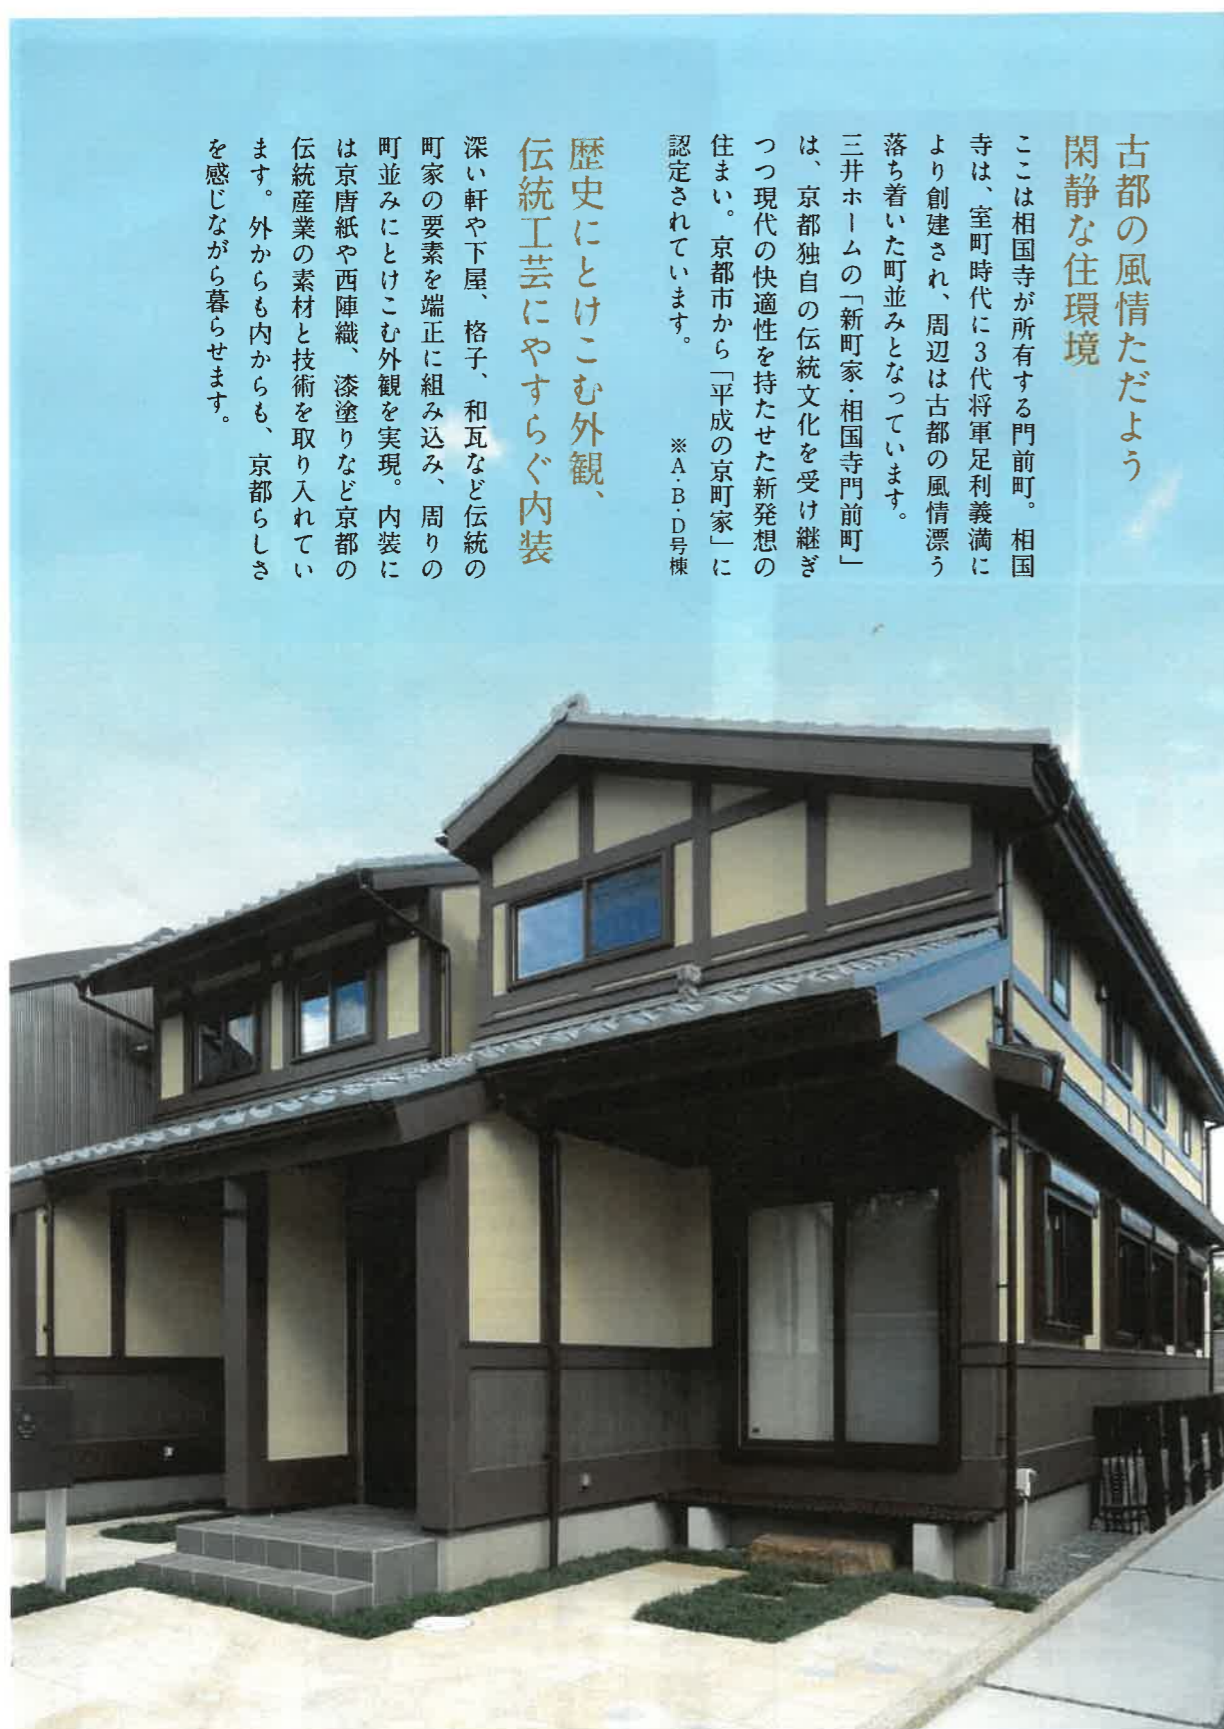 古都の風情ただよう
閑静な住環境
ここは相国寺が所有する門前町。相国
寺は、室町時代に3代将軍足利義満に
より創建され、周辺は古都の風情漂う
落ち着いた町並みとなっています。
三井ホームの「新町家・相国寺門前町」
は、京都独自の伝統文化を受け継ぎ
つつ現代の快適性を持たせた新発想の
住まい。京都市から「平成の京町家」に
認定されています。 ※A・B・D号棟
歴史にとけこむ外観、
伝統工芸にやすらぐ内装
深い軒や下屋、格子、和瓦など伝統の
町家の要素を端正に組み込み、周りの
町並みにとけこむ外観を実現。内装に
は京唐紙や西陣織、漆塗りなど京都の
伝統産業の素材と技術を取り入れてい
ます。外からも内からも、京都らしさ
を感じながら暮らせます。